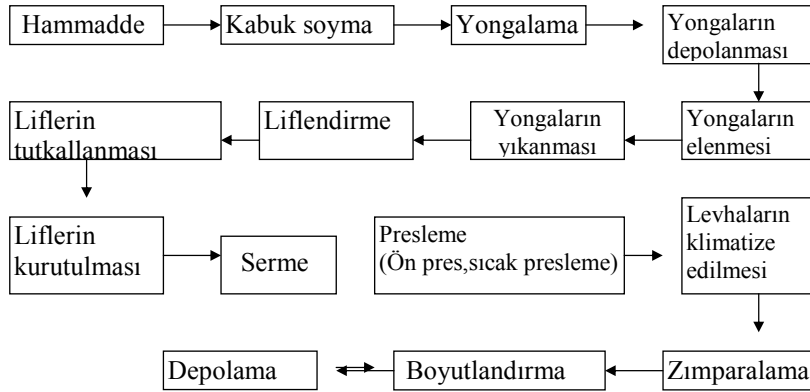 Hammadde
Kabuk soyma
Yongalama
Yongaların
depolanması
Yongaların
elenmesi
Yongaların
yıkanması
Liflendirme
Liflerin
tutkallanması
Liflerin
kurutulması
Serme
Presleme
(Ön pres,sıcak presleme)
Levhaların
klimatize
edilmesi
Zımparalama
Boyutlandırma
Depolama